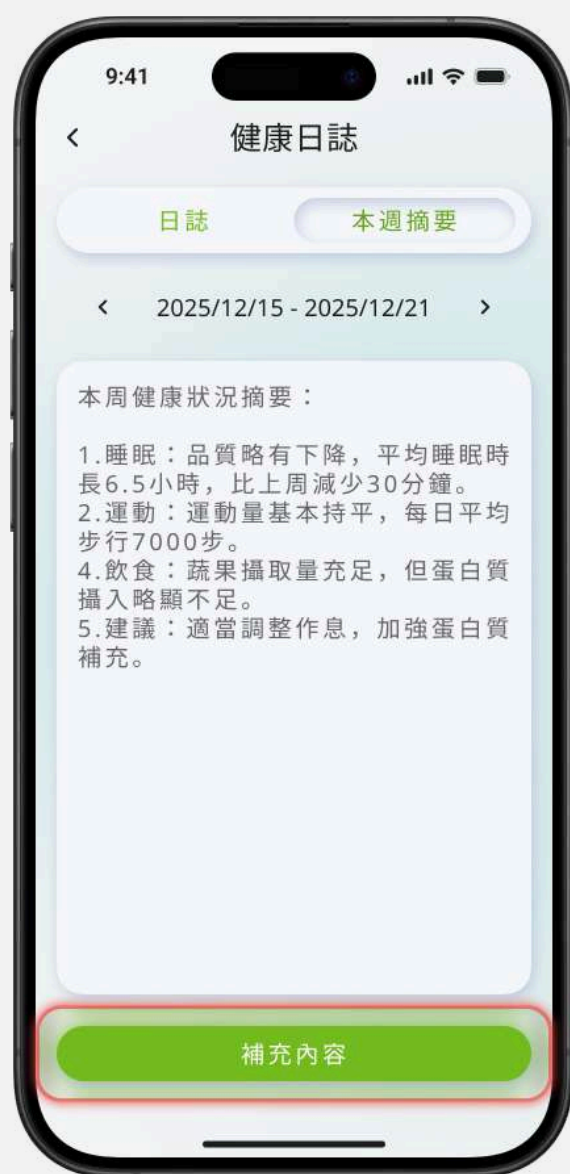 9:41
健康日誌
日誌
本週摘要
2025/12/15 - 2025/12/21
本周健康狀況摘要：
1.睡眠：品質略有下降，平均睡眠時
長6.5小時，比上周減少30分鐘。
2.運動：運動量基本持平，每日平均
步行7000步。
4.飲食：蔬果攝取量充足，但蛋白質
攝入略顯不足。
5.建議：適當調整作息，加強蛋白質
補充。
補充內容